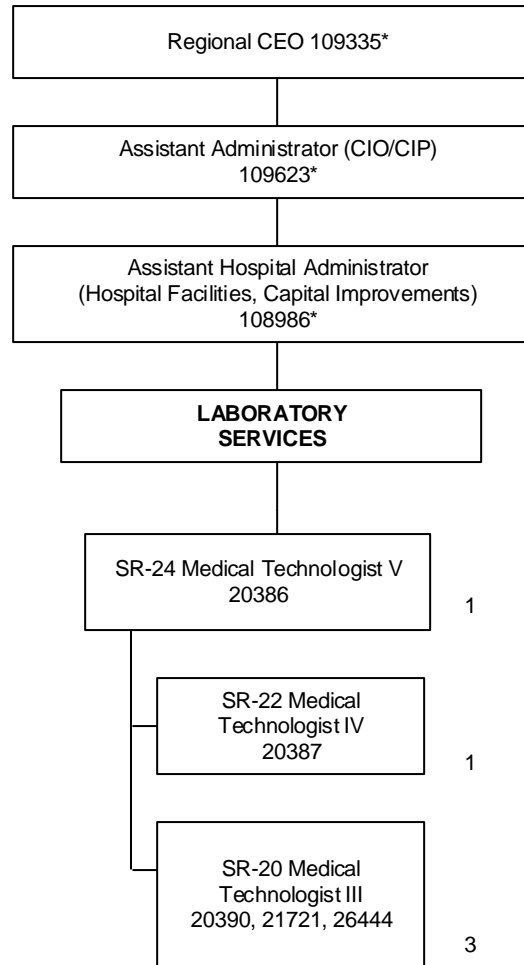 Regional CEO 109335*
Assistant Administrator (CIO/CIP)
109623*
Assistant Hospital Administrator
(Hospital Facilities, Capital Improvements)
108986*
LABORATORY
SERVICES
SR-24 Medical Technologist V
20386
1
SR-22 Medical
Technologist IV
20387
1
SR-20 Medical
Technologist III
20390, 21721, 26444
3